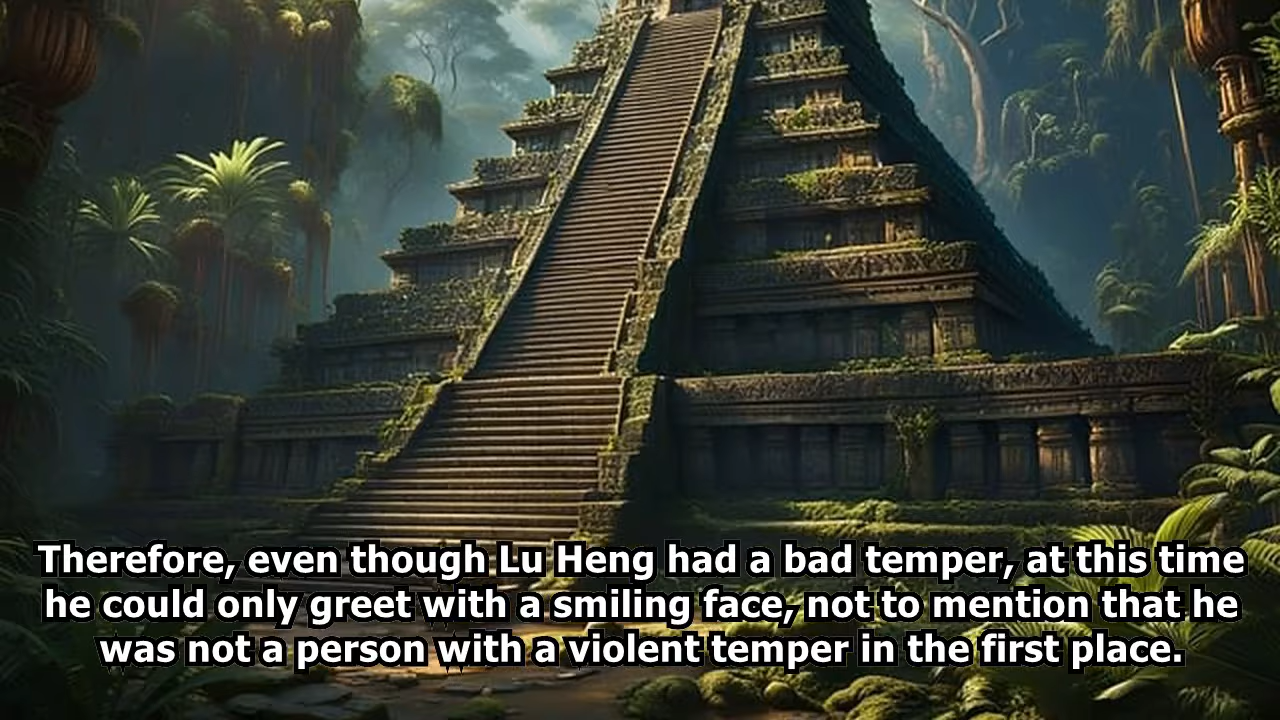 Therefore, even though Lu Heng had a bad temper, at this time
he could only greet with a smiling face, not to mention that he
was not a person with a violent temper in the first place.